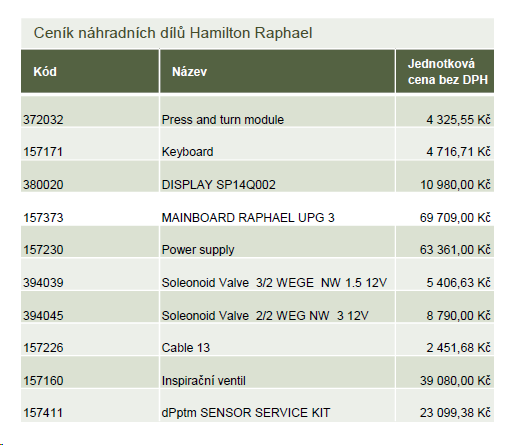 Ceník náhradních dílů Hamilton Raphael
Kód Název Jednotková cena bez DPH
372032 Press and turn module 4 325,55 Kč
157171 Keyboard 4 716,71 Kč
380020 DISPLAY SP14Q002 10 980,00 Kč
157373 MAINBOARD RAPHAEL UPG 3 69 709,00 Kč
157230 Power supply 63 361,00 Kč
394039 Soleonoid Valve 3/2 WEGE NW 1.5 12V 5 406,63 Kč
394045 Soleonoid Valve 2/2 WEG NW 3 12V 8 790,00 Kč
157226 Cable 13 2 451,68 Kč
157160 Inspirační ventil 39 080,00 Kč
157411 dPptm SENSOR SERVICE KIT 23 099,38 Kč